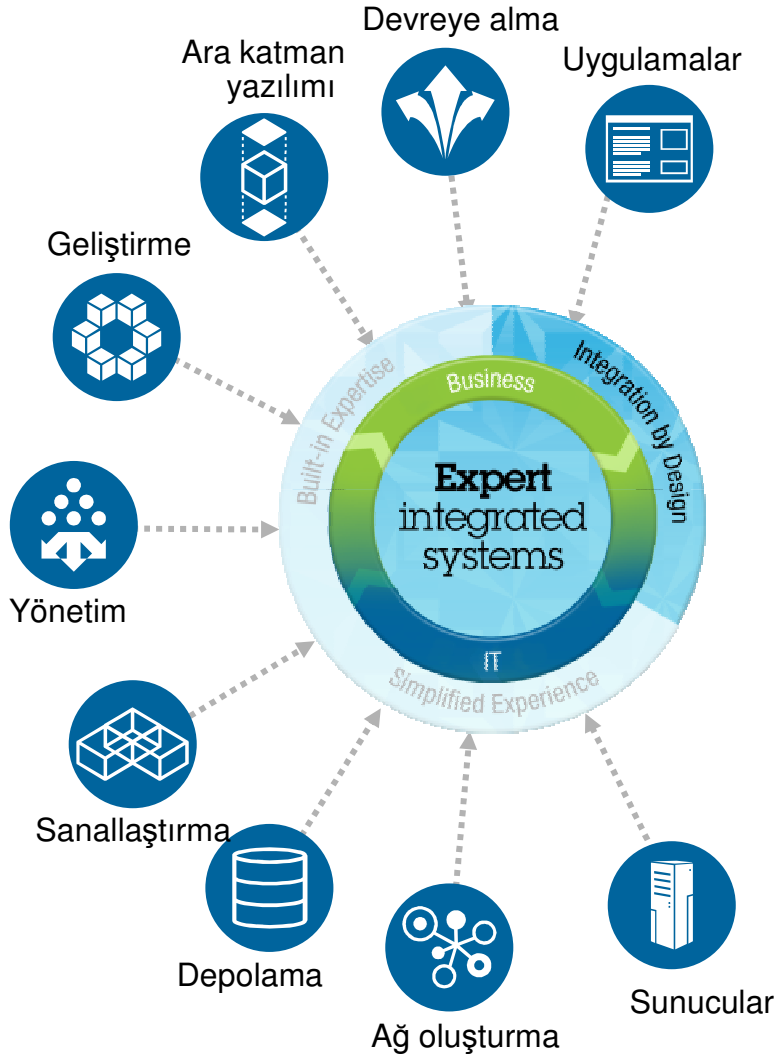 Devreye alma
Ara katman
yazılımı
Uygulamalar
Geliştirme
Built-in Expertise
Business
Integration by Design
Expert
integrated
systems
Yönetim
IT
Simplified Experience
Sanallaştırma
Depolama
Sunucular
Ağ oluşturma